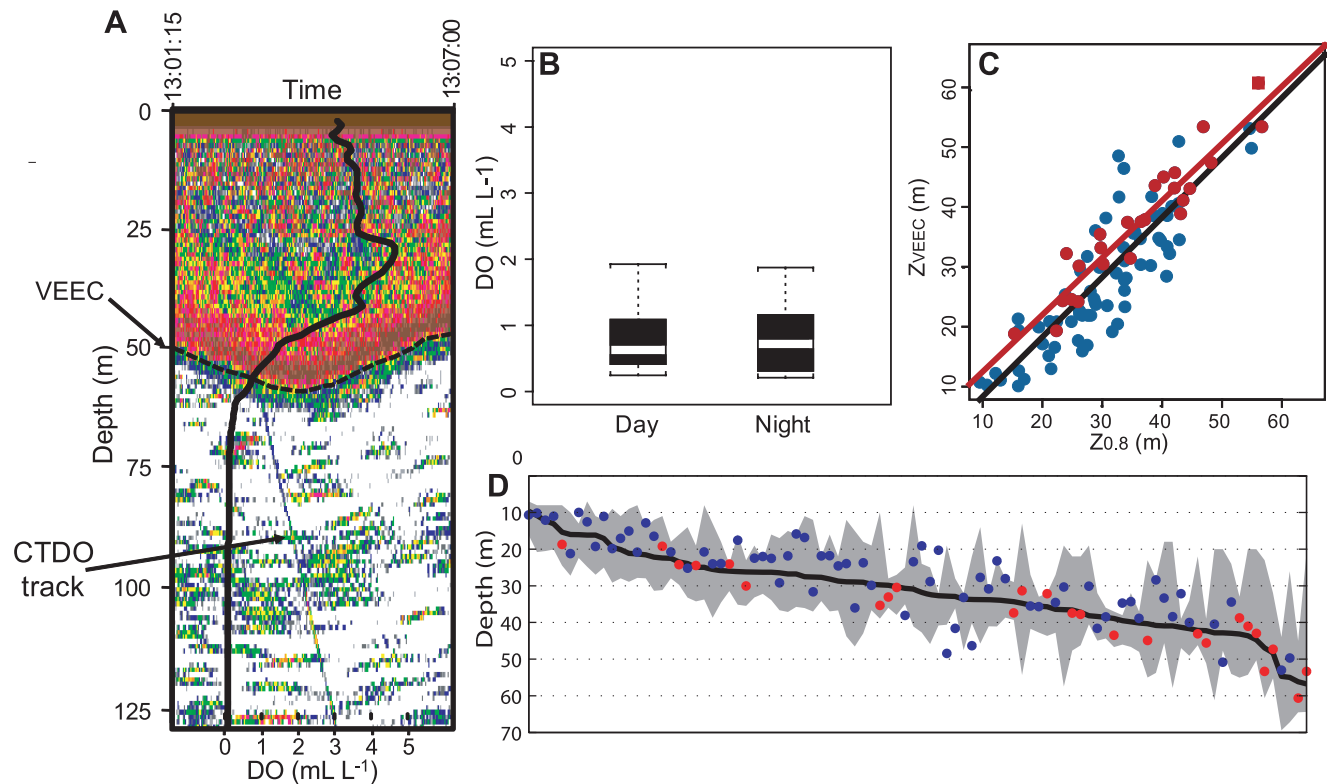 A
13:01:15
13:07:00
Time
0
25
50
75
100
125
Depth (m)
VEEC
CTDO
track
0 1 2 3 4 5
DO (mL L-1)
B
5
4
3
2
1
0
DO (mL L-1)
Day Night
C
60
50
40
30
20
10
ZVEEC (m)
10 20 30 40 50 60
Z0.8 (m)
D
0
10
20
30
40
50
60
70
Depth (m)